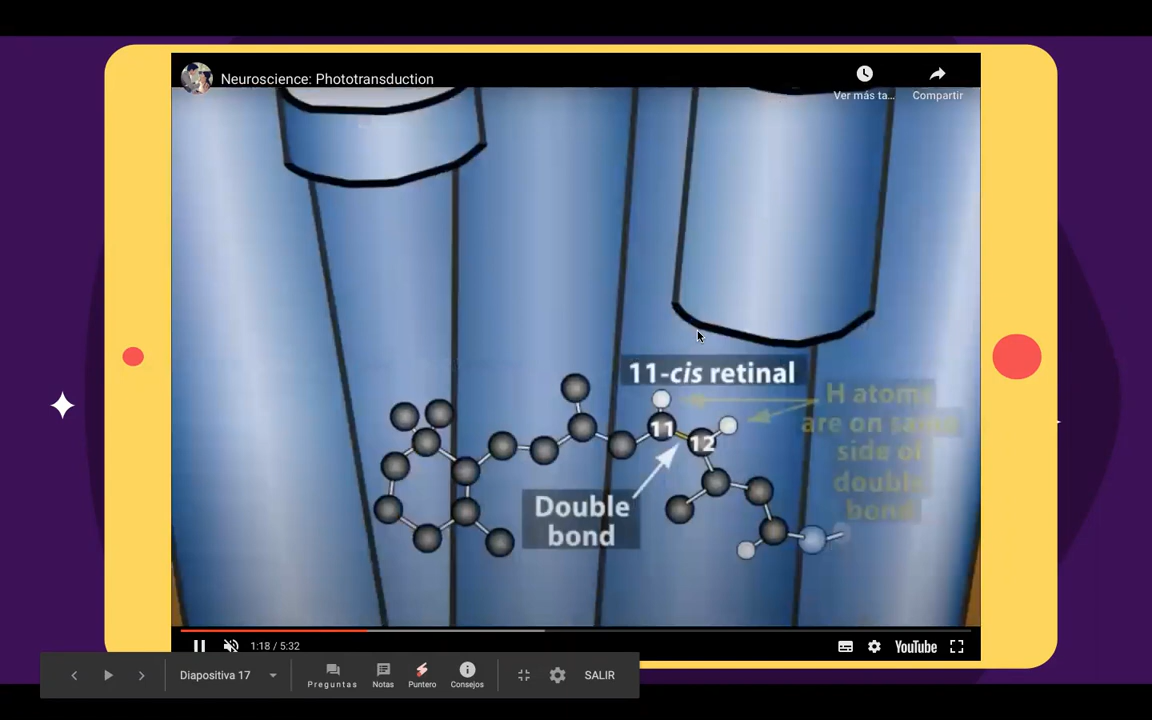 Neuroscience: Phototransduction
Ver más ta...
Compartir
11-cis retinal
H atoms
are on same
side of
double
bond
11
12
Double
bond
1:18 / 5:32
YouTube
Diapositiva 17
Preguntas
Notas
Puntero
Consejos
SALIR